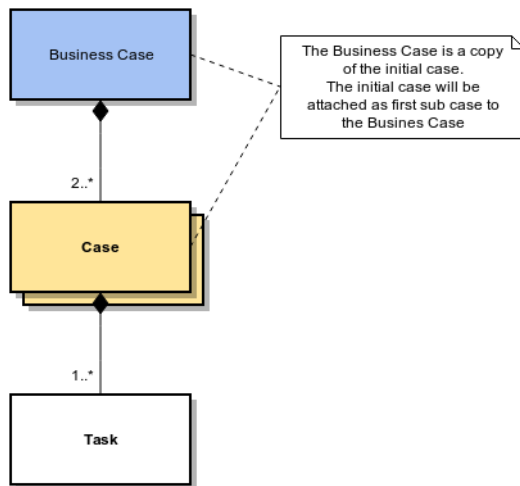 Business Case
The Business Case is a copy
of the initial case.
The initial case will be
attached as first sub case to
the Busines Case
2..*
Case
1..*
Task